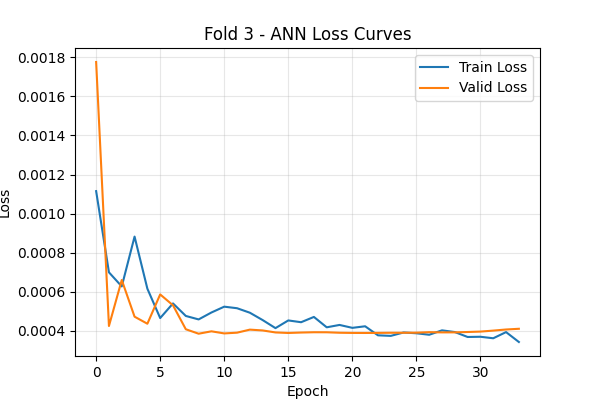 Fold 3 - ANN Loss Curves
Train Loss
Valid Loss
0.0018
0.0016
0.0014
0.0012
0.0010
0.0008
0.0006
0.0004
Loss
0 5 10 15 20 25 30
Epoch